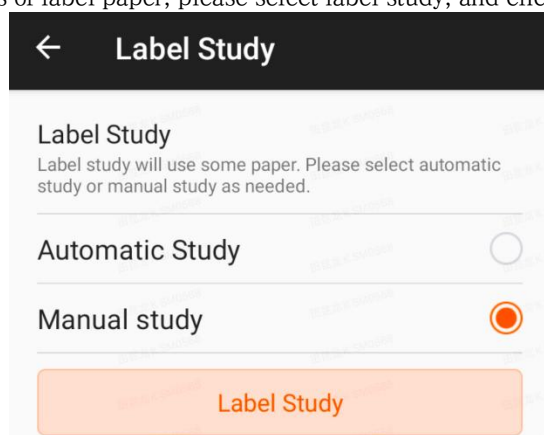 s of label paper, please select label study, and
Label Study
Label Study
Label study will use some paper. Please select automatic
study or manual study as needed.
Automatic Study
Manual study
Label Study